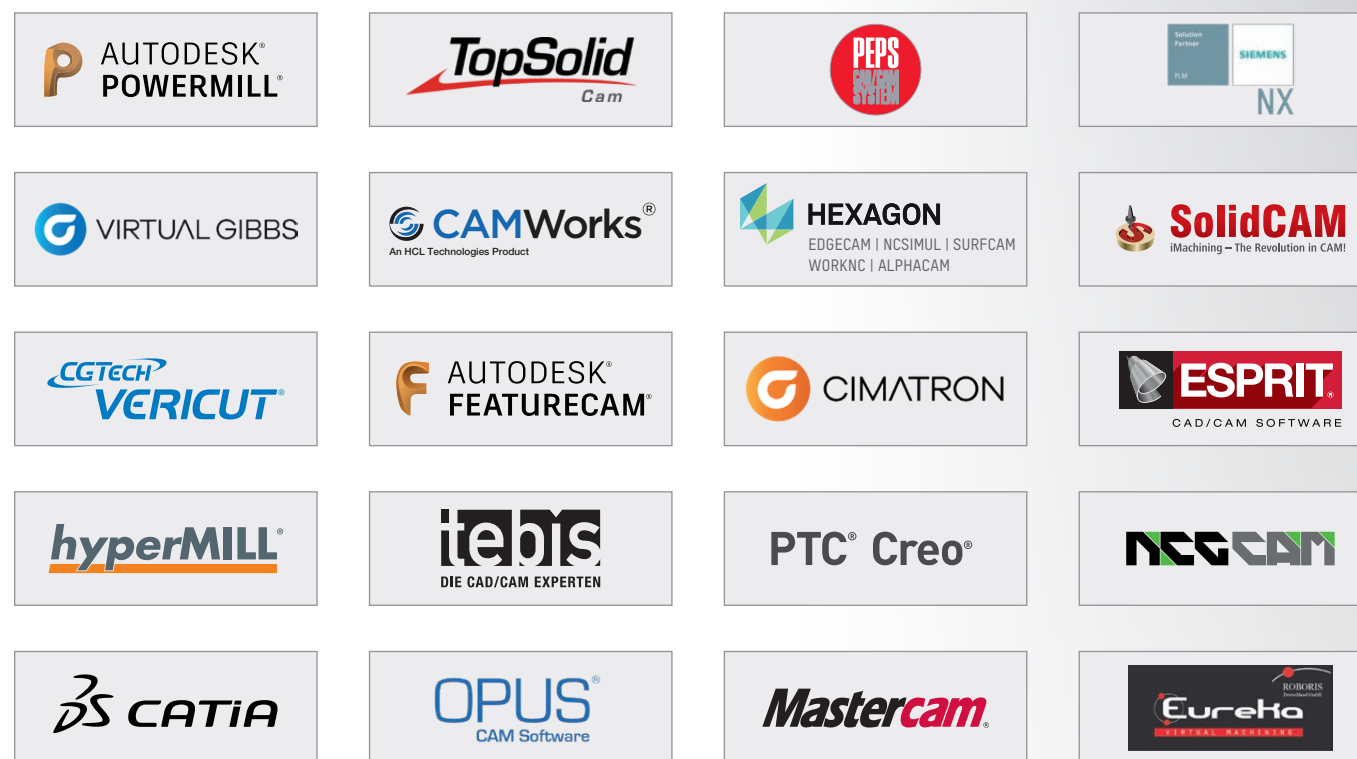 AUTODESK®
POWERMILL®
TopSolid
Cam
PEPS
CAD/CAM
SYSTEM
Solution
Partner
PLM
SIEMENS
NX
VIRTUAL GIBBS
CAMWorks®
An HCL Technologies Product
HEXAGON
EDGECAM | NCSIMUL | SURFCAM
WORKNC | ALPHACAM
SolidCAM
iMachining – The Revolution in CAM!
CGTECH
VERICUT®
AUTODESK®
FEATURECAM®
CIMATRON
ESPRIT®
CAD/CAM SOFTWARE
hyperMILL®
tebis
DIE CAD/CAM EXPERTEN
PTC® Creo®
NCGCAM
3DS CATIA
OPUS®
CAM Software
Mastercam®
ROBORIS
Deutschland GmbH
EureKa
VIRTUAL MACHINING